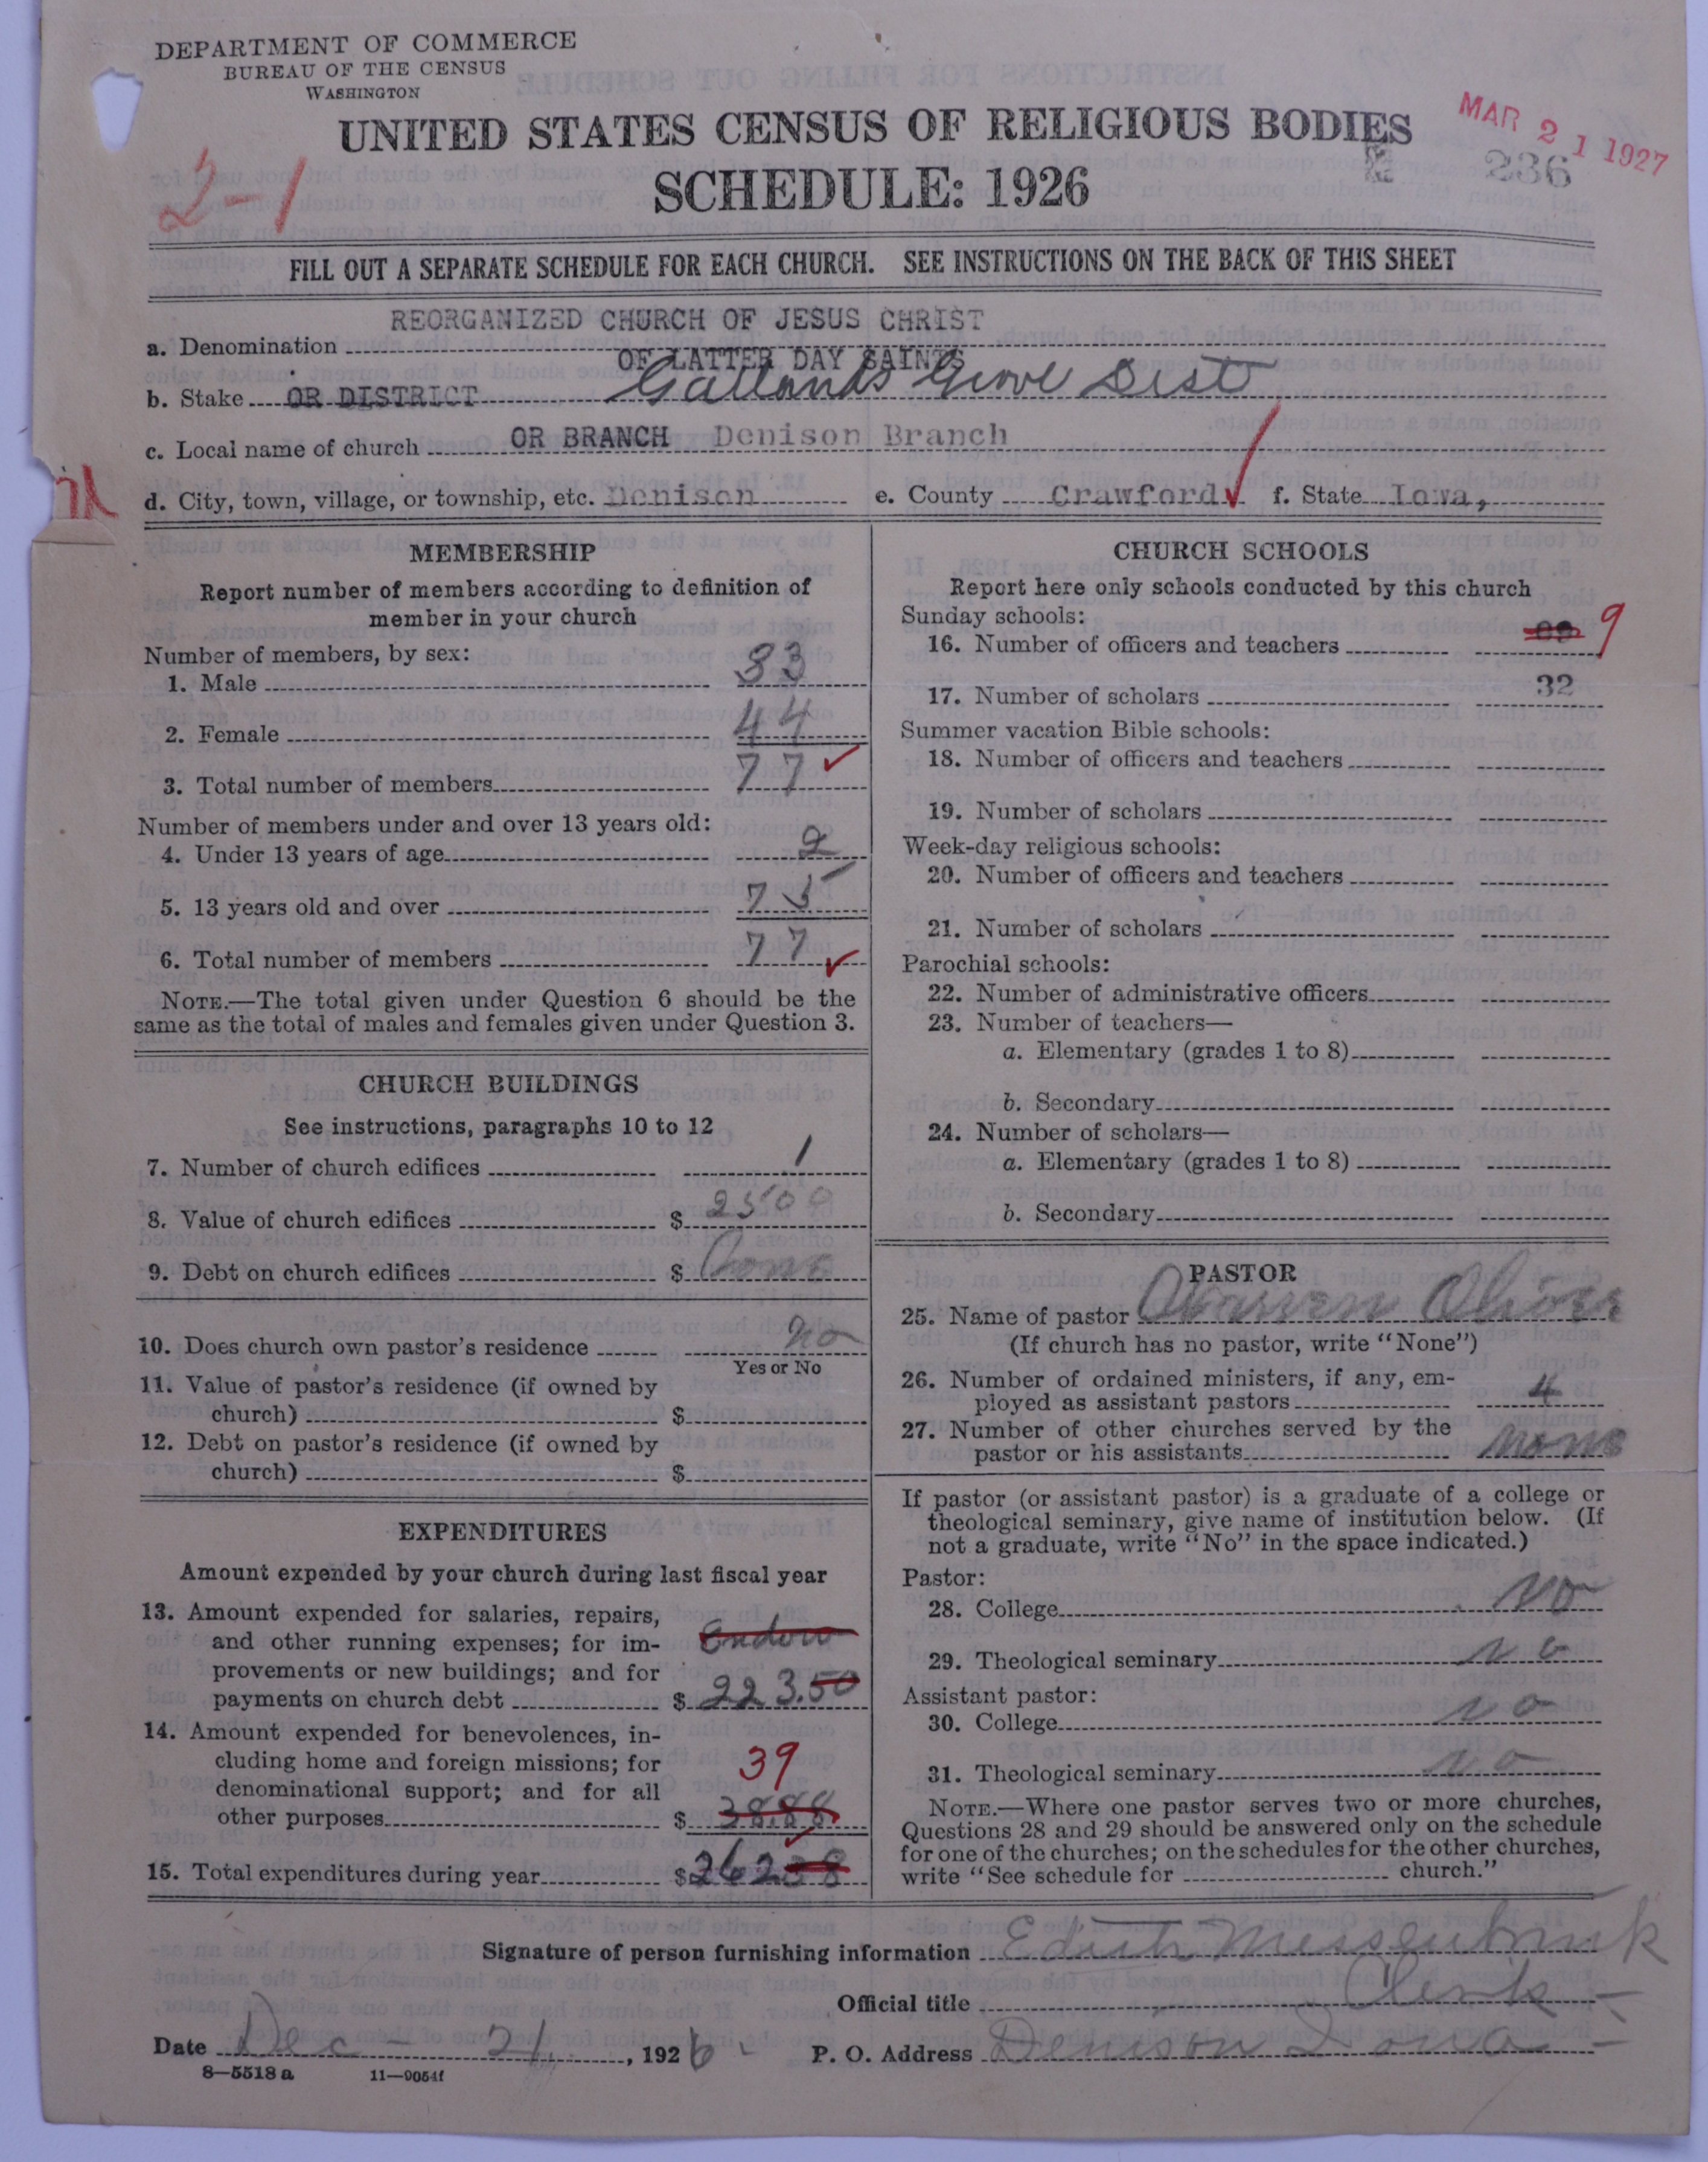 DEPARTMENT OF COMMERCE
BUREAU OF THE CENSUS
WASHINGTON
UNITED STATES CENSUS OF RELIGIOUS BODIES
MAR 21 1927
236
2-1
SCHEDULE: 1926
FILL OUT A SEPARATE SCHEDULE FOR EACH CHURCH. SEE INSTRUCTIONS ON THE BACK OF THIS SHEET
REORGANIZED CHURCH OF JESUS CHRIST
a. Denomination
OF LATTER DAY SAINTS
b. Stake OR DISTRICT Gallands Grove Dist
c. Local name of church OR BRANCH Denison Branch
d. City, town, village, or township, etc. Denison e. County Crawford f. State Iowa,
MEMBERSHIP
Report number of members according to definition of
member in your church
Number of members, by sex:
1. Male 33
2. Female 44
3. Total number of members 77
Number of members under and over 13 years old:
4. Under 13 years of age 2
5. 13 years old and over 75
6. Total number of members 77
NOTE.—The total given under Question 6 should be the
same as the total of males and females given under Question 3.
CHURCH BUILDINGS
See instructions, paragraphs 10 to 12
7. Number of church edifices 1
8. Value of church edifices $ 2500
9. Debt on church edifices $ None
10. Does church own pastor's residence no
Yes or No
11. Value of pastor's residence (if owned by
church) $
12. Debt on pastor's residence (if owned by
church) $
EXPENDITURES
Amount expended by your church during last fiscal year
13. Amount expended for salaries, repairs,
and other running expenses; for im-
provements or new buildings; and for
payments on church debt $ 223.50
14. Amount expended for benevolences, in-
cluding home and foreign missions; for 39
denominational support; and for all
other purposes $ 38.88
15. Total expenditures during year $ 262 38
CHURCH SCHOOLS
Report here only schools conducted by this church
Sunday schools:
16. Number of officers and teachers 9
17. Number of scholars 32
Summer vacation Bible schools:
18. Number of officers and teachers
19. Number of scholars
Week-day religious schools:
20. Number of officers and teachers
21. Number of scholars
Parochial schools:
22. Number of administrative officers
23. Number of teachers—
a. Elementary (grades 1 to 8)
b. Secondary
24. Number of scholars—
a. Elementary (grades 1 to 8)
b. Secondary
PASTOR
25. Name of pastor
(If church has no pastor, write "None")
26. Number of ordained ministers, if any, em-
ployed as assistant pastors 4
27. Number of other churches served by the
pastor or his assistants None
If pastor (or assistant pastor) is a graduate of a college or
theological seminary, give name of institution below. (If
not a graduate, write "No" in the space indicated.)
Pastor:
28. College No
29. Theological seminary No
Assistant pastor:
30. College No
31. Theological seminary No
NOTE.—Where one pastor serves two or more churches,
Questions 28 and 29 should be answered only on the schedule
for one of the churches; on the schedules for the other churches,
write "See schedule for church."
Signature of person furnishing information Edith
Official title Clerk
Date Dec - 21, 1926 P. O. Address Denison Iowa
8—5518 a 11—9054f